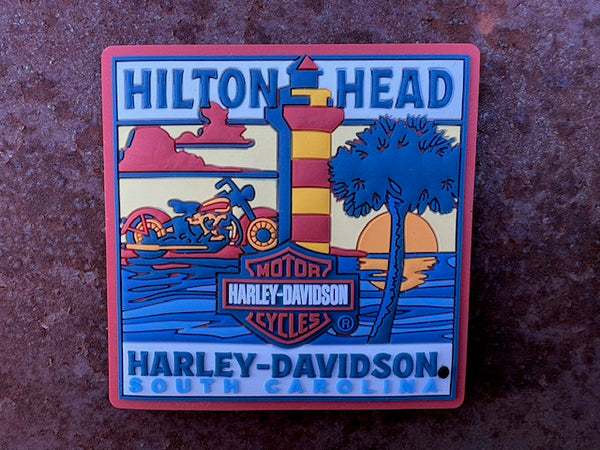 HILTON HEAD
MOTOR
HARLEY-DAVIDSON
CYCLES
®
HARLEY-DAVIDSON
SOUTH CAROLINA